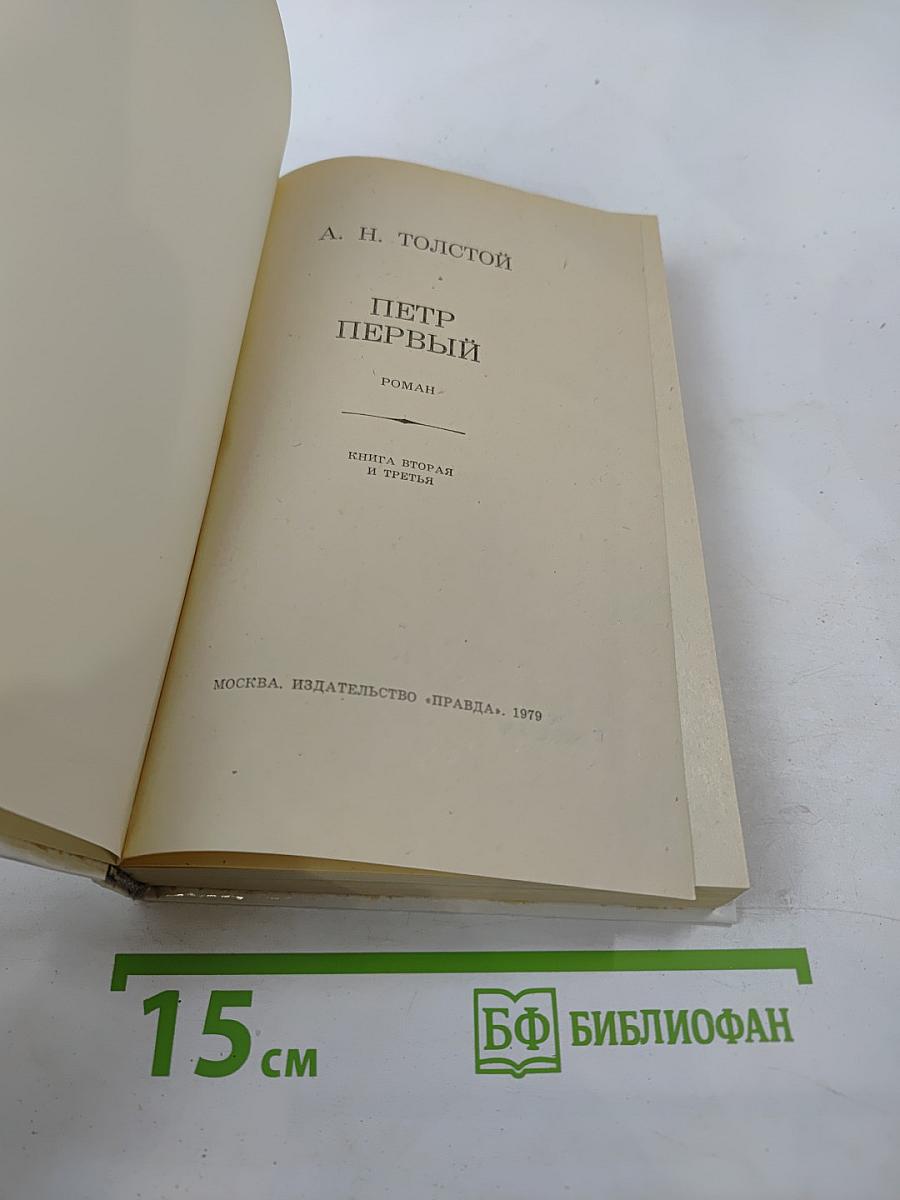 А. Н. ТОЛСТОЙ
ПЕТР
ПЕРВЫЙ
РОМАН
КНИГА ВТОРАЯ
И ТРЕТЬЯ
МОСКВА. ИЗДАТЕЛЬСТВО «ПРАВДА». 1979
15 см
БФ БИБЛИОФАН